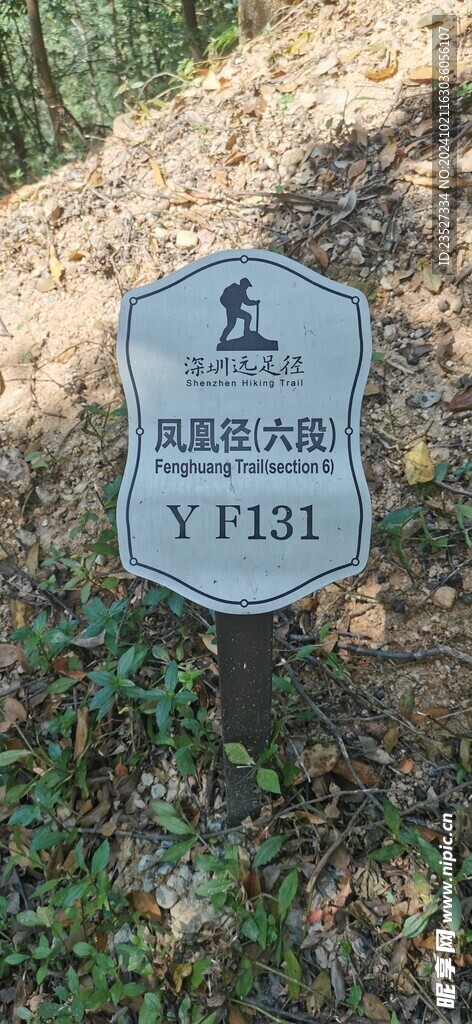 深圳远足径
Shenzhen Hiking Trail
凤凰径(六段)
Fenghuang Trail(section 6)
Y F131
ID:23527334 NO:20241021163036056107
昵享网 www.nipic.cn